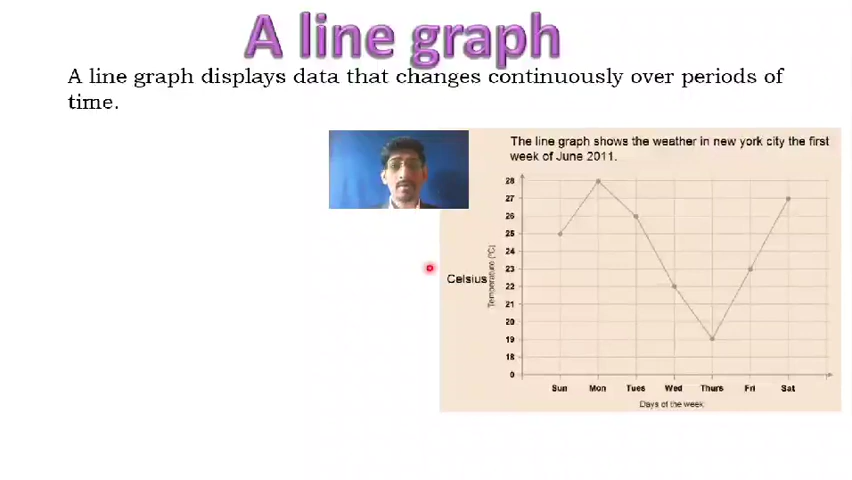 A line graph
A line graph displays data that changes continuously over periods of
time.
The line graph shows the weather in new york city the first
week of June 2011.
28
27
26
25
24
23
22
21
20
19
18
0
Celsius
Temperature (°C)
Sun Mon Tues Wed Thurs Fri Sat
Days of the week